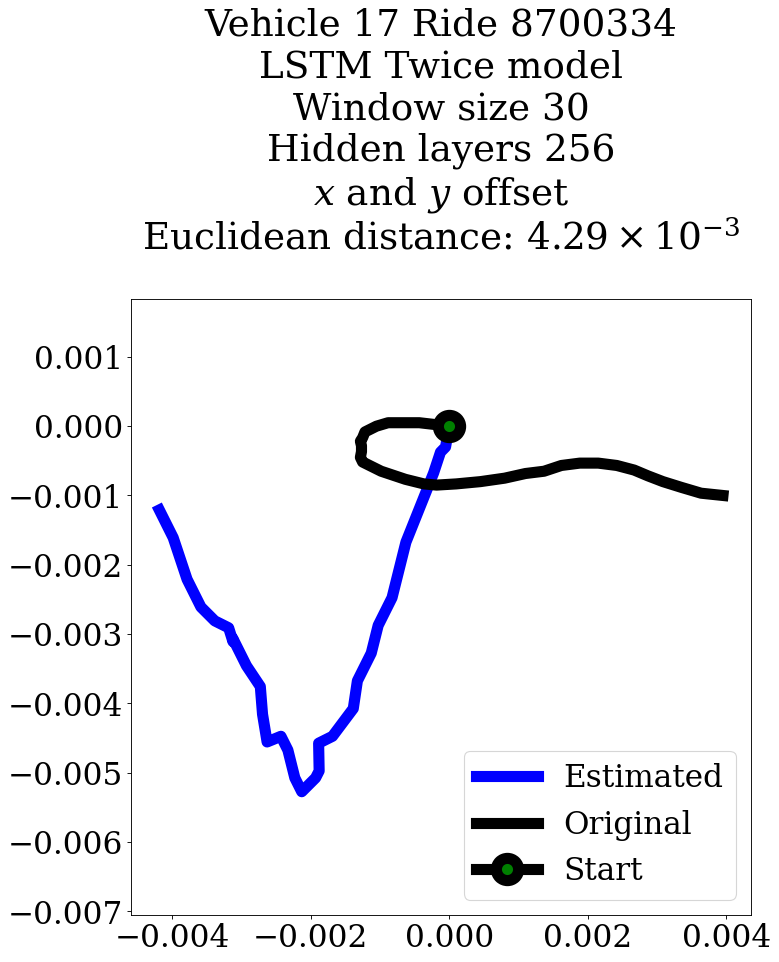 Vehicle 17 Ride 8700334
LSTM Twice model
Window size 30
Hidden layers 256
x and y offset
Euclidean distance: 4.29 × 10⁻³
0.001
0.000
−0.001
−0.002
−0.003
−0.004
−0.005
−0.006
−0.007
Estimated
Original
Start
−0.004 −0.002 0.000 0.002 0.004